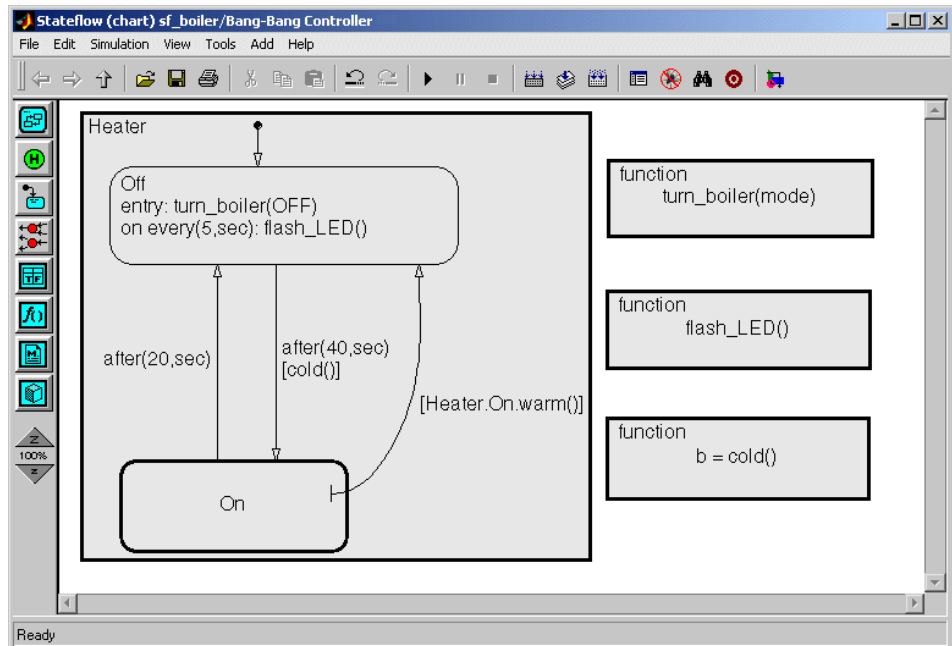 Stateflow (chart) sf_boiler/Bang-Bang Controller
File Edit Simulation View Tools Add Help
Heater
Off
entry: turn_boiler(OFF)
on every(5,sec): flash_LED()
after(20,sec)
after(40,sec)
[cold()]
[Heater.On.warm()]
On
function
turn_boiler(mode)
function
flash_LED()
function
b = cold()
H
TF
f()
M
Z
100%
z
Ready